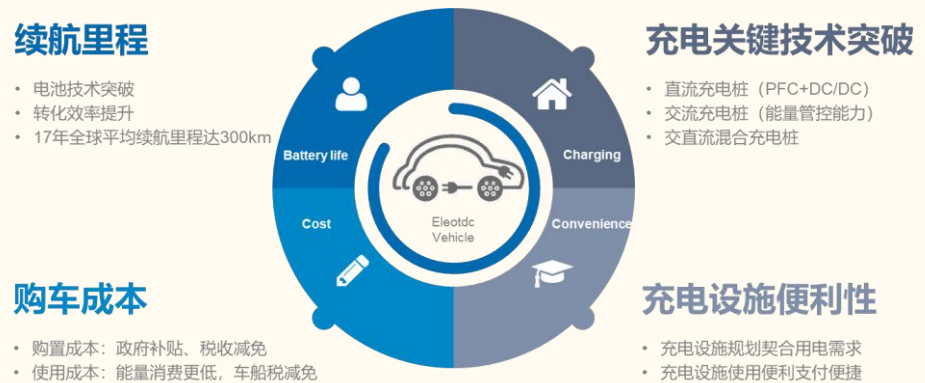 续航里程
• 电池技术突破
• 转化效率提升
• 17年全球平均续航里程达300km
充电关键技术突破
• 直流充电桩（PFC+DC/DC）
• 交流充电桩（能量管控能力）
• 交直流混合充电桩
Battery life
Charging
Cost
Convenience
Eleotdc
Vehicle
购车成本
• 购置成本：政府补贴、税收减免
• 使用成本：能量消费更低，车船税减免
充电设施便利性
• 充电设施规划契合用电需求
• 充电设施使用便利支付便捷